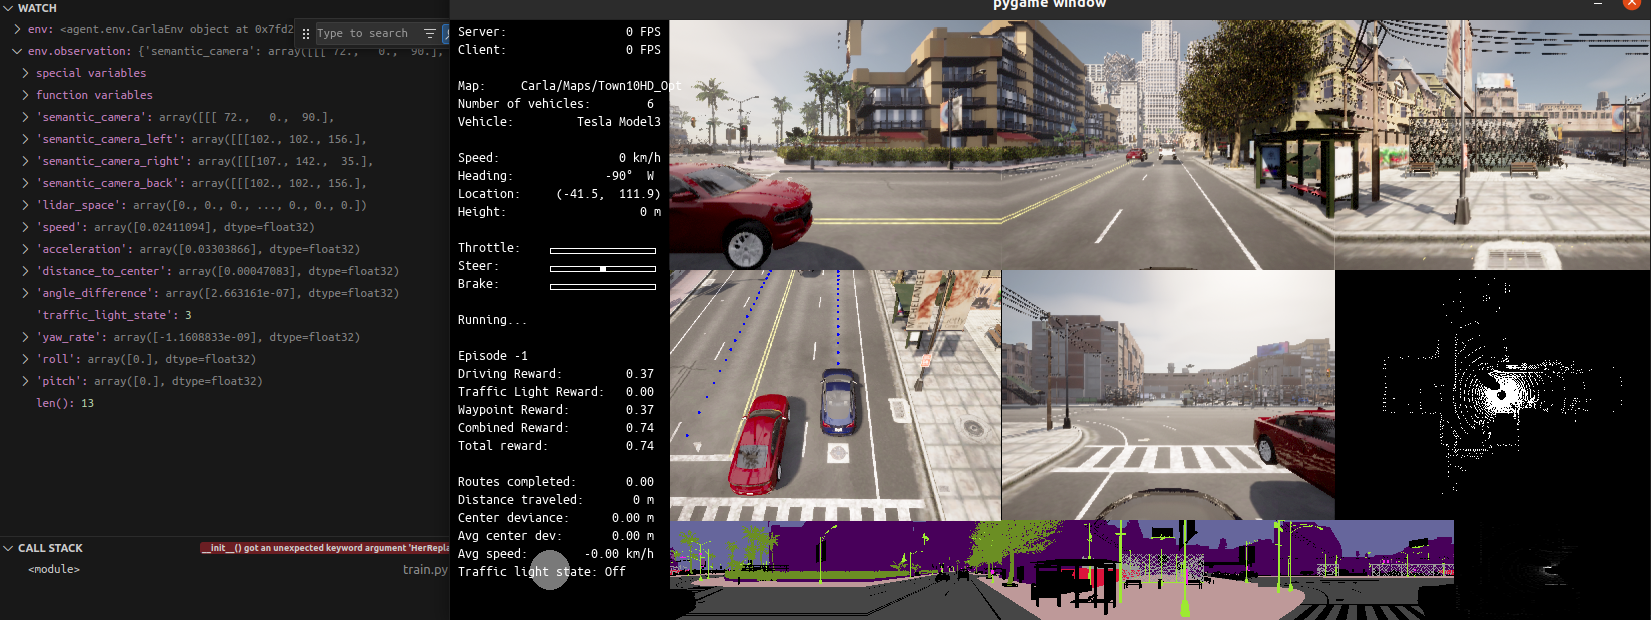 WATCH
env: <agent.env.CarlaEnv object at 0x7fd2
Type to search
env.observation: {'semantic_camera': array([[[ 72., 0., 90.],
special variables
function variables
'semantic_camera': array([[[ 72., 0., 90.],
'semantic_camera_left': array([[[102., 102., 156.],
'semantic_camera_right': array([[[107., 142., 35.],
'semantic_camera_back': array([[[102., 102., 156.],
'lidar_space': array([0., 0., 0., ..., 0., 0., 0.])
'speed': array([0.02411094], dtype=float32)
'acceleration': array([0.03303866], dtype=float32)
'distance_to_center': array([0.00047083], dtype=float32)
'angle_difference': array([2.663161e-07], dtype=float32)
'traffic_light_state': 3
'yaw_rate': array([-1.1608833e-09], dtype=float32)
'roll': array([0.], dtype=float32)
'pitch': array([0.], dtype=float32)
len(): 13
CALL STACK
__init__() got an unexpected keyword argument 'HerRepla
<module>
train.py
pygame window
Server: 0 FPS
Client: 0 FPS
Map: Carla/Maps/Town10HD_Opt
Number of vehicles: 6
Vehicle: Tesla Model3
Speed: 0 km/h
Heading: -90° W
Location: (-41.5, 111.9)
Height: 0 m
Throttle:
Steer:
Brake:
Running...
Episode -1
Driving Reward: 0.37
Traffic Light Reward: 0.00
Waypoint Reward: 0.37
Combined Reward: 0.74
Total reward: 0.74
Routes completed: 0.00
Distance traveled: 0 m
Center deviance: 0.00 m
Avg center dev: 0.00 m
Avg speed: -0.00 km/h
Traffic light state: Off